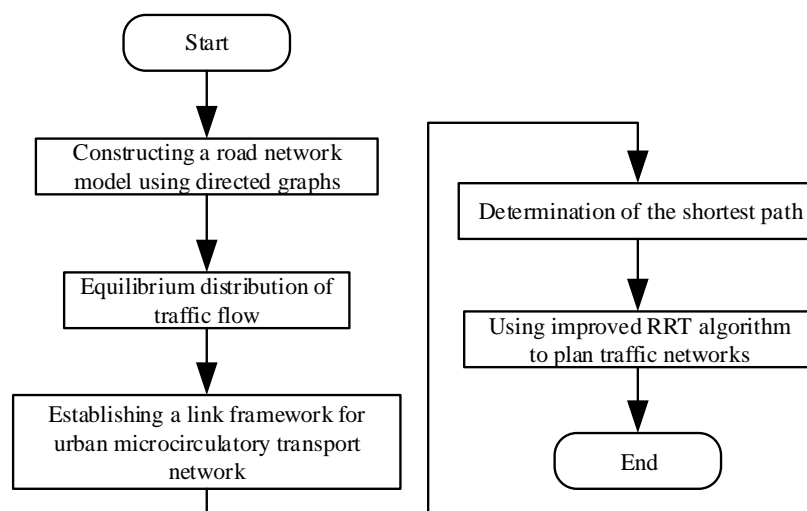 Start
Constructing a road network
model using directed graphs
Equilibrium distribution of
traffic flow
Establishing a link framework for
urban microcirculatory transport
network
Determination of the shortest path
Using improved RRT algorithm
to plan traffic networks
End